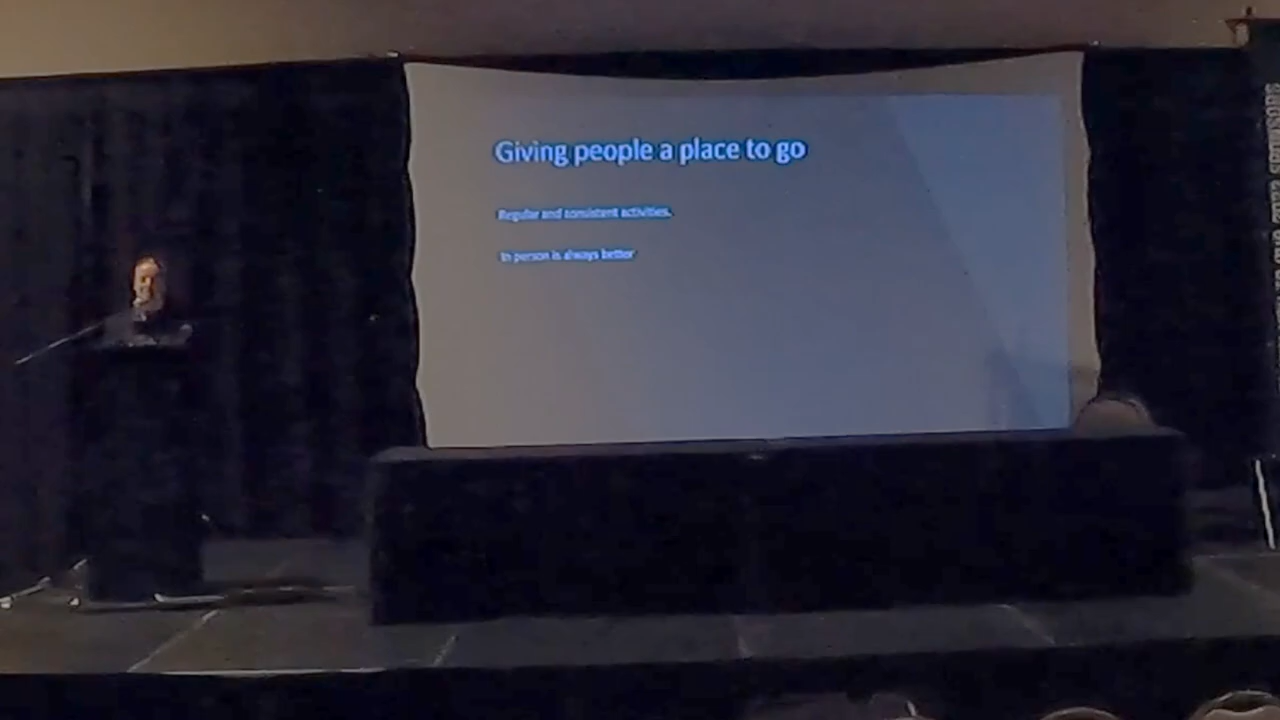 Giving people a place to go
Regular and consistent activities.
In person is always better